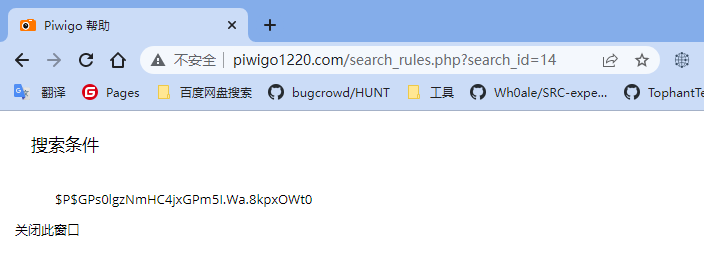 Piwigo 帮助
不安全 piwigo1220.com/search_rules.php?search_id=14
翻译 Pages 百度网盘搜索 bugcrowd/HUNT 工具 Wh0ale/SRC-expe... TophantTe
搜索条件
$P$GPs0lgzNmHC4jxGPm5I.Wa.8kpxOWt0
关闭此窗口